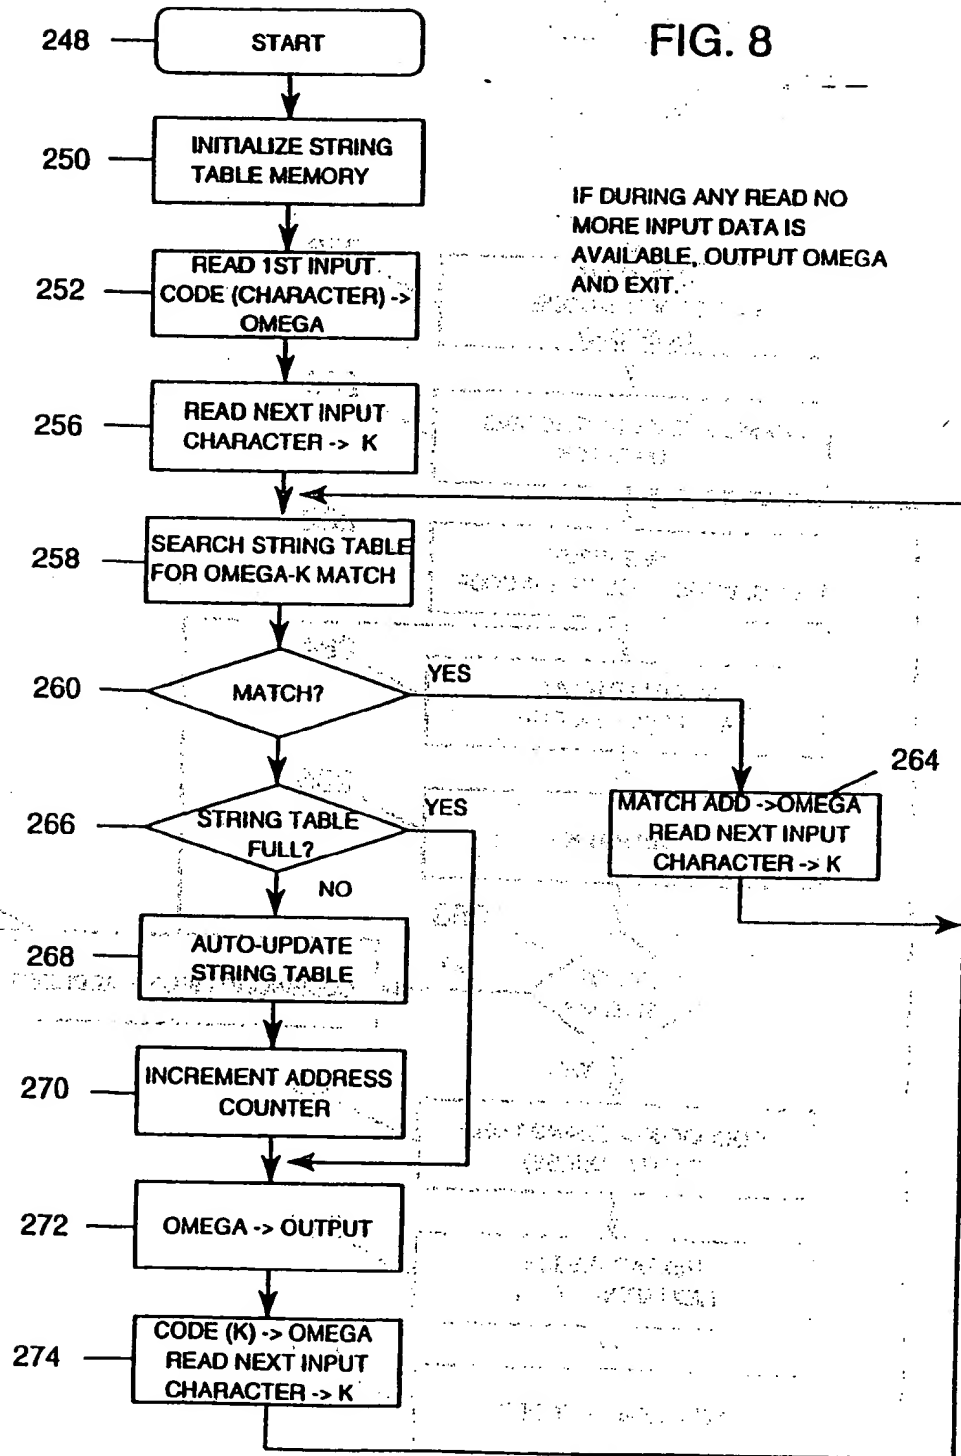 FIG. 8
248
START
250
INITIALIZE STRING
TABLE MEMORY
IF DURING ANY READ NO
MORE INPUT DATA IS
AVAILABLE, OUTPUT OMEGA
AND EXIT.
252
READ 1ST INPUT
CODE (CHARACTER) ->
OMEGA
256
READ NEXT INPUT
CHARACTER -> K
258
SEARCH STRING TABLE
FOR OMEGA-K MATCH
260
MATCH?
YES
264
MATCH ADD ->OMEGA
READ NEXT INPUT
CHARACTER -> K
266
STRING TABLE
FULL?
YES
NO
268
AUTO-UPDATE
STRING TABLE
270
INCREMENT ADDRESS
COUNTER
272
OMEGA -> OUTPUT
274
CODE (K) -> OMEGA
READ NEXT INPUT
CHARACTER -> K